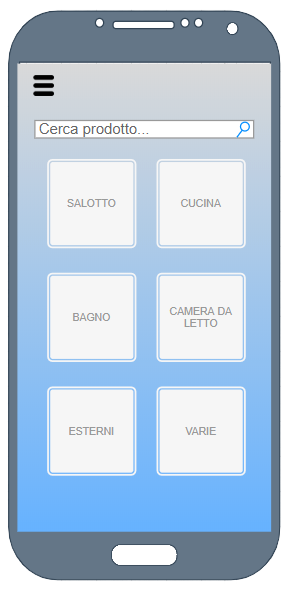 Cerca prodotto...
SALOTTO
CUCINA
BAGNO
CAMERA DA
LETTO
ESTERNI
VARIE